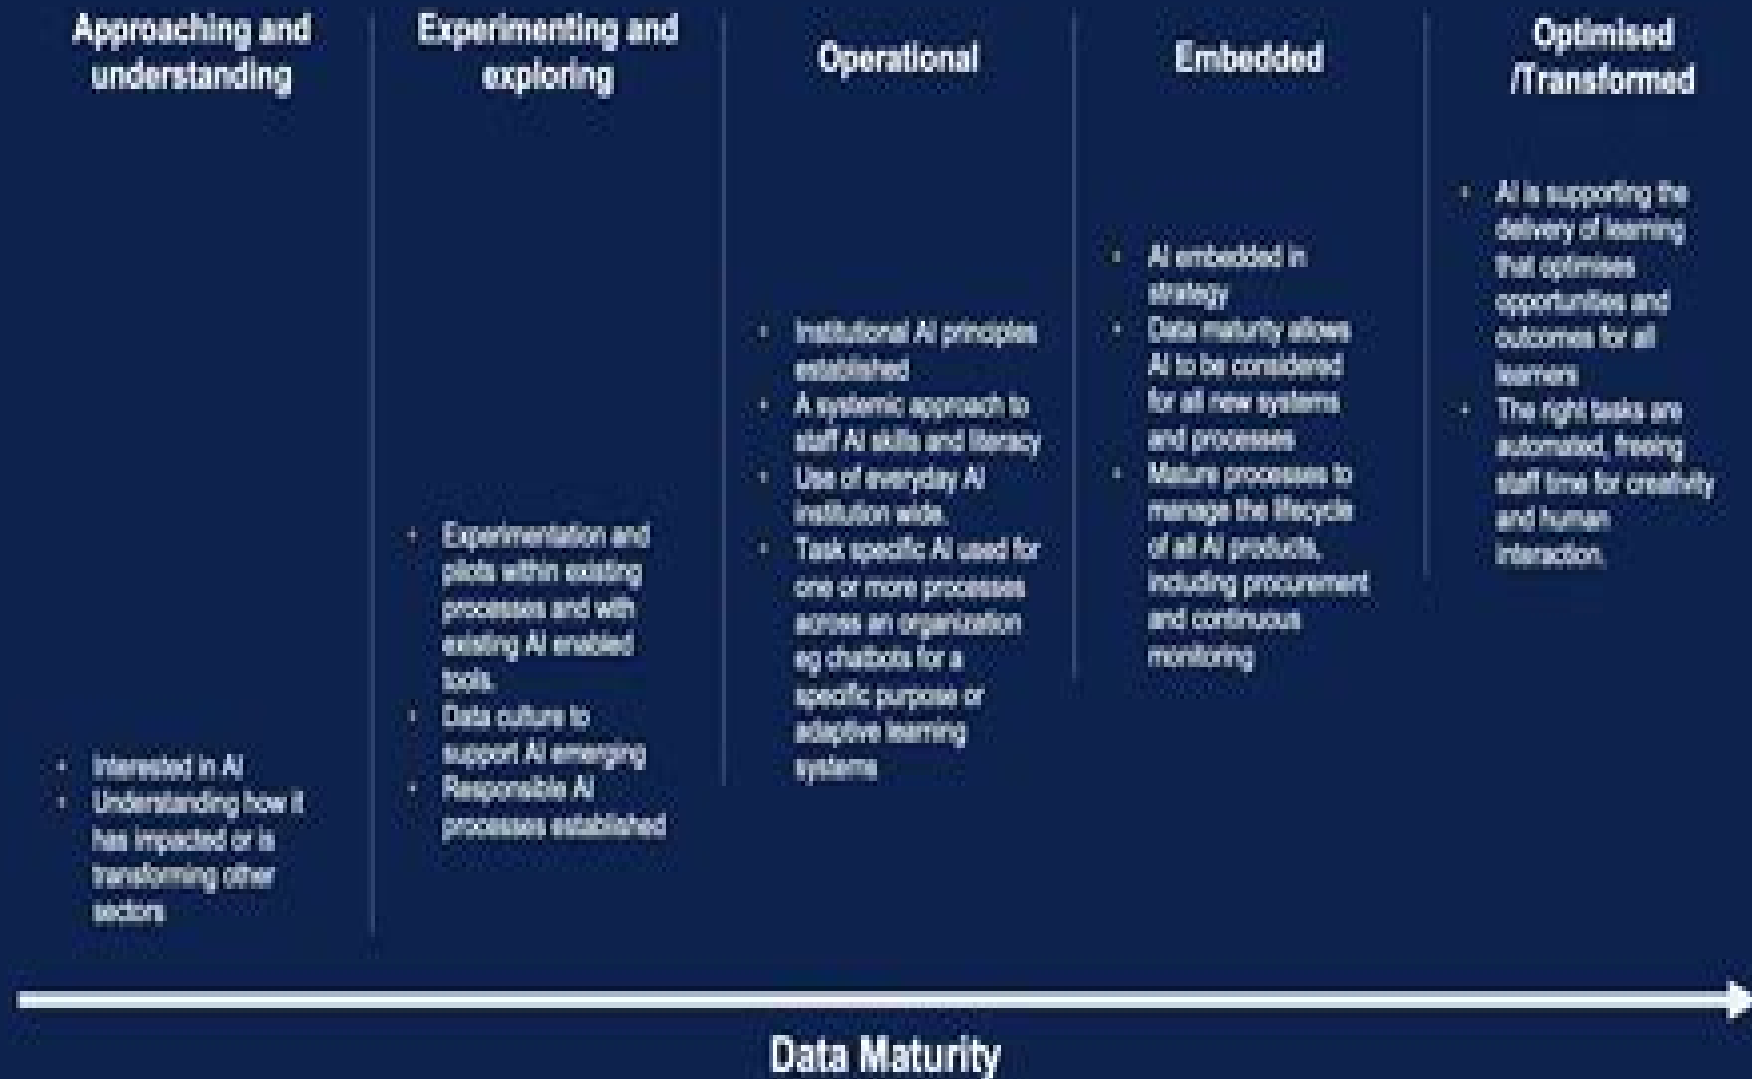 Approaching and
understanding
• Interested in AI
• Understanding how it
has impacted or is
transforming other
sectors
Experimenting and
exploring
• Experimentation and
pilots within existing
processes and with
existing AI enabled
tools.
• Data culture to
support AI emerging
• Responsible AI
processes established
Operational
• Institutional AI principles
established
• A systemic approach to
staff AI skills and literacy
• Use of everyday AI
institution wide.
• Task specific AI used for
one or more processes
across an organization
eg chatbots for a
specific purpose or
adaptive learning
systems
Embedded
• AI embedded in
strategy
• Data maturity allows
AI to be considered
for all new systems
and processes
• Mature processes to
manage the lifecycle
of all AI products,
including procurement
and continuous
monitoring
Optimised
/Transformed
• AI is supporting the
delivery of learning
that optimises
opportunities and
outcomes for all
learners
• The right tasks are
automated, freeing
staff time for creativity
and human
interaction.
Data Maturity